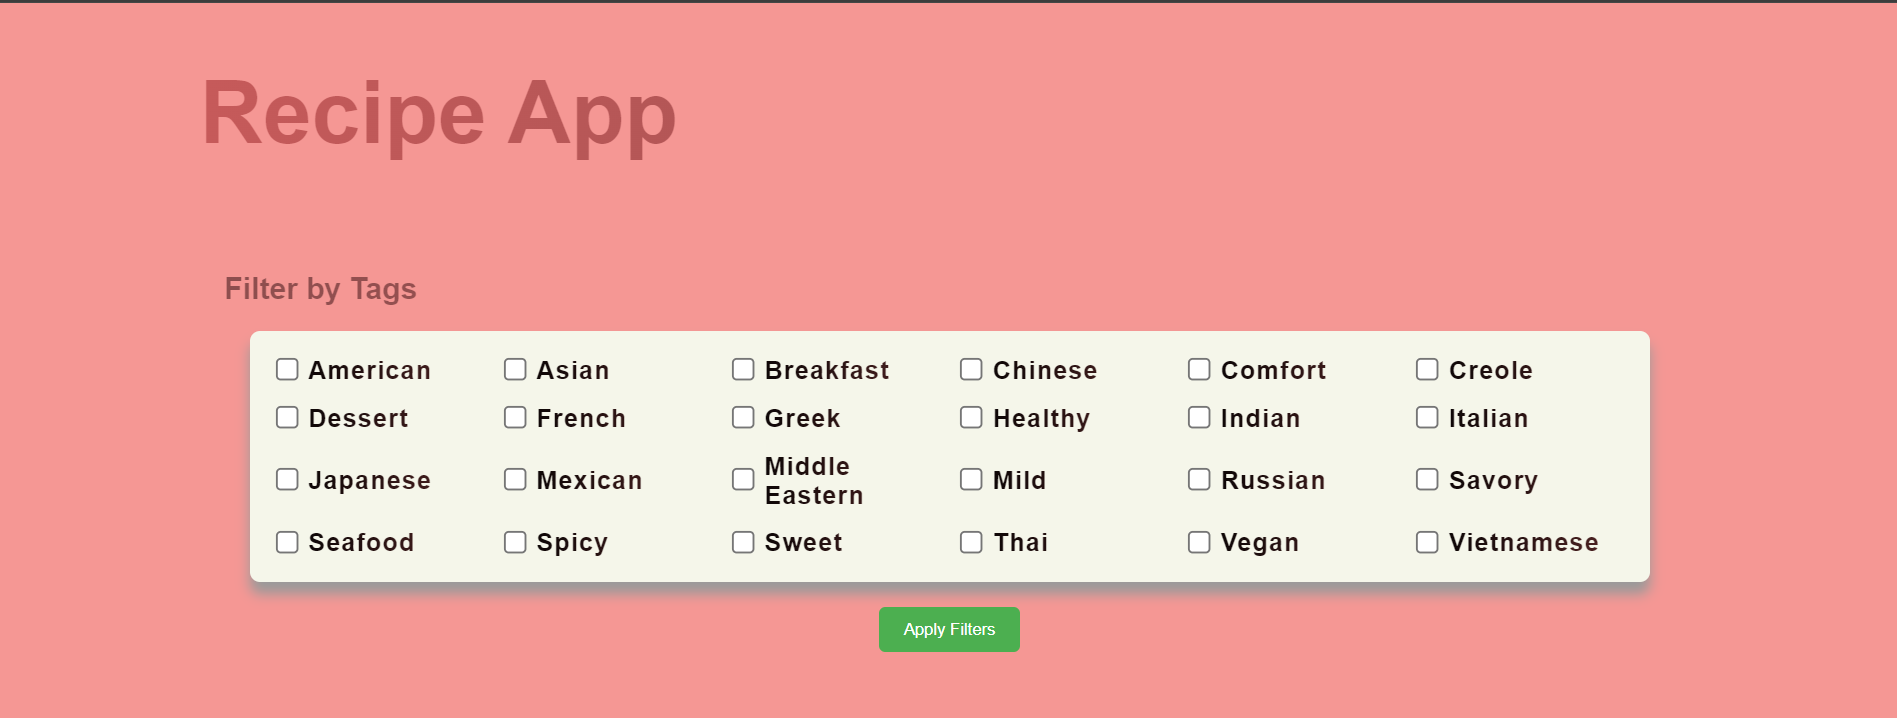 Recipe App
Filter by Tags
American Asian Breakfast Chinese Comfort Creole
Dessert French Greek Healthy Indian Italian
Japanese Mexican Middle Eastern Mild Russian Savory
Seafood Spicy Sweet Thai Vegan Vietnamese
Apply Filters